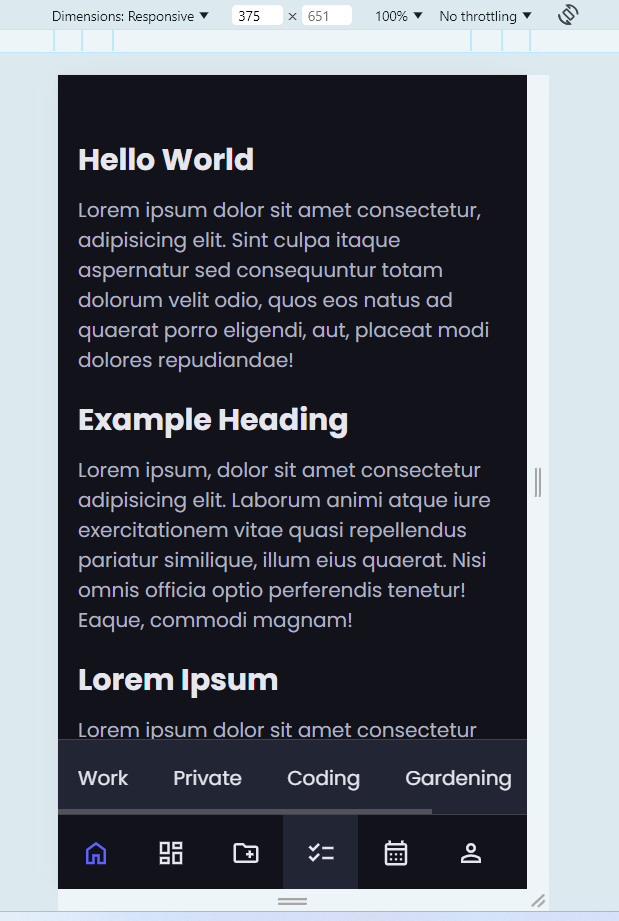 Dimensions: Responsive ▼ 375 × 651 100% ▼ No throttling ▼
Hello World
Lorem ipsum dolor sit amet consectetur,
adipisicing elit. Sint culpa itaque
aspernatur sed consequuntur totam
dolorum velit odio, quos eos natus ad
quaerat porro eligendi, aut, placeat modi
dolores repudiandae!
Example Heading
Lorem ipsum, dolor sit amet consectetur
adipisicing elit. Laborum animi atque iure
exercitationem vitae quasi repellendus
pariatur similique, illum eius quaerat. Nisi
omnis officia optio perferendis tenetur!
Eaque, commodi magnam!
Lorem Ipsum
Lorem ipsum dolor sit amet consectetur
Work Private Coding Gardening